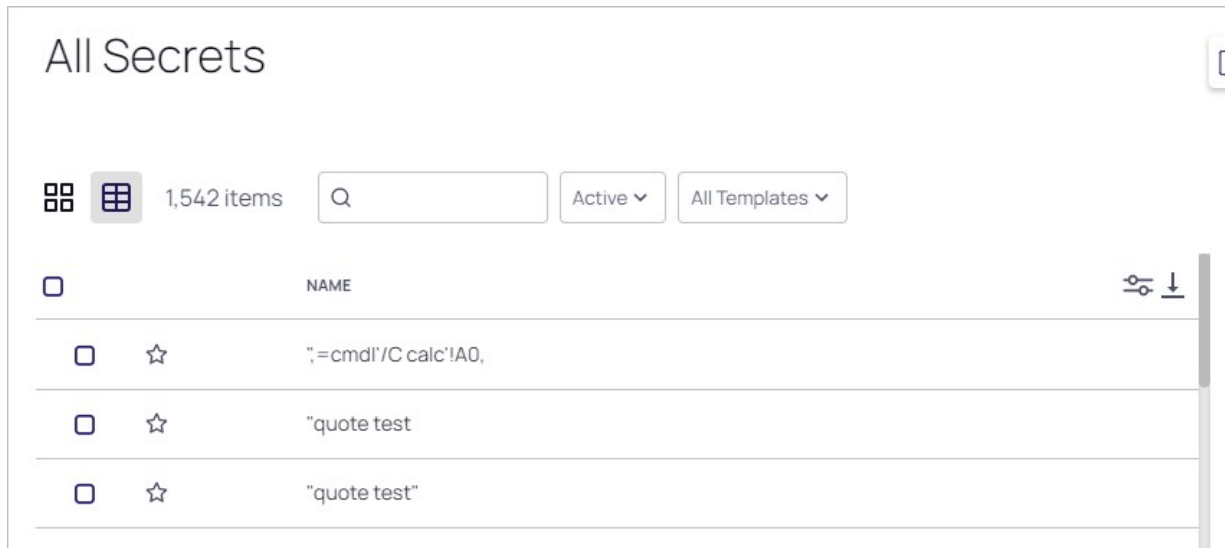 All Secrets
1,542 items
Active
All Templates
NAME
",=cmdl'/C calc'!A0,
"quote test
"quote test"